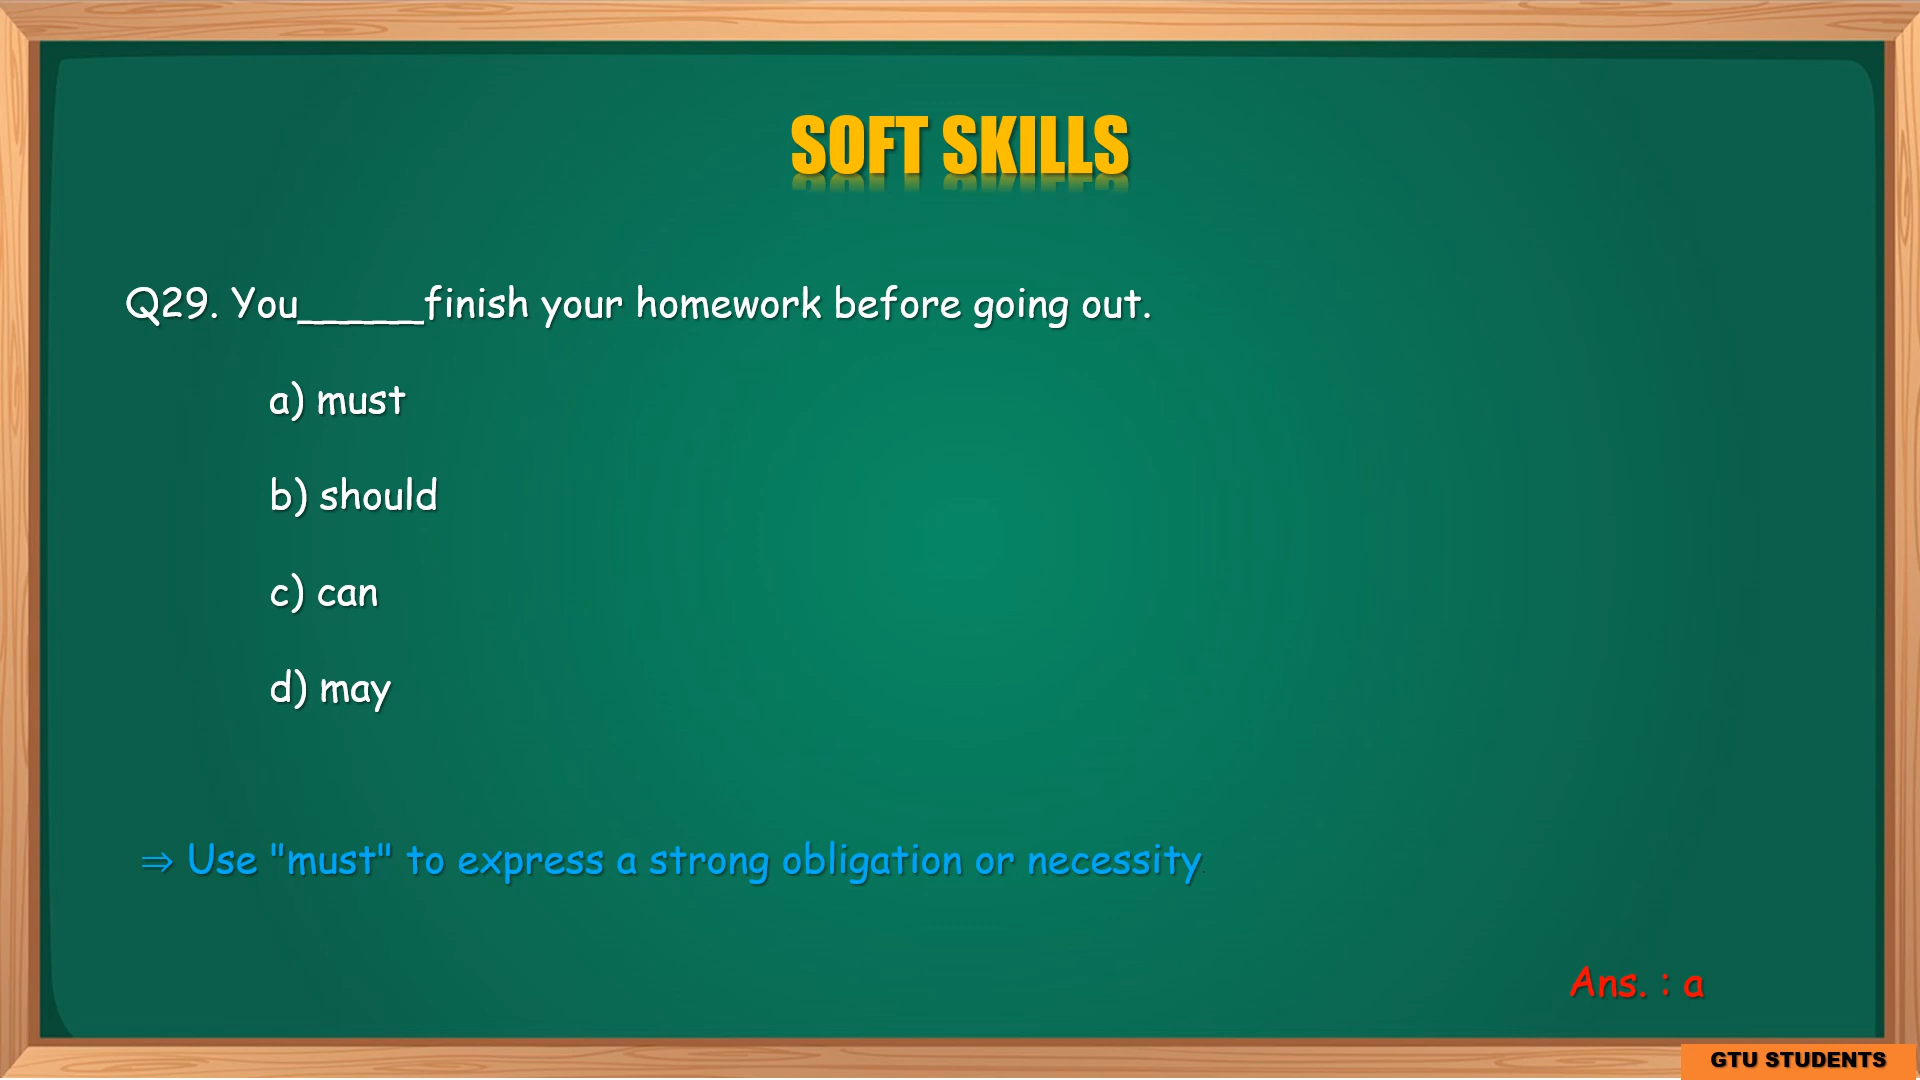 SOFT SKILLS
Q29. You_____finish your homework before going out.
a) must
b) should
c) can
d) may
⇒ Use "must" to express a strong obligation or necessity.
Ans. : a
GTU STUDENTS